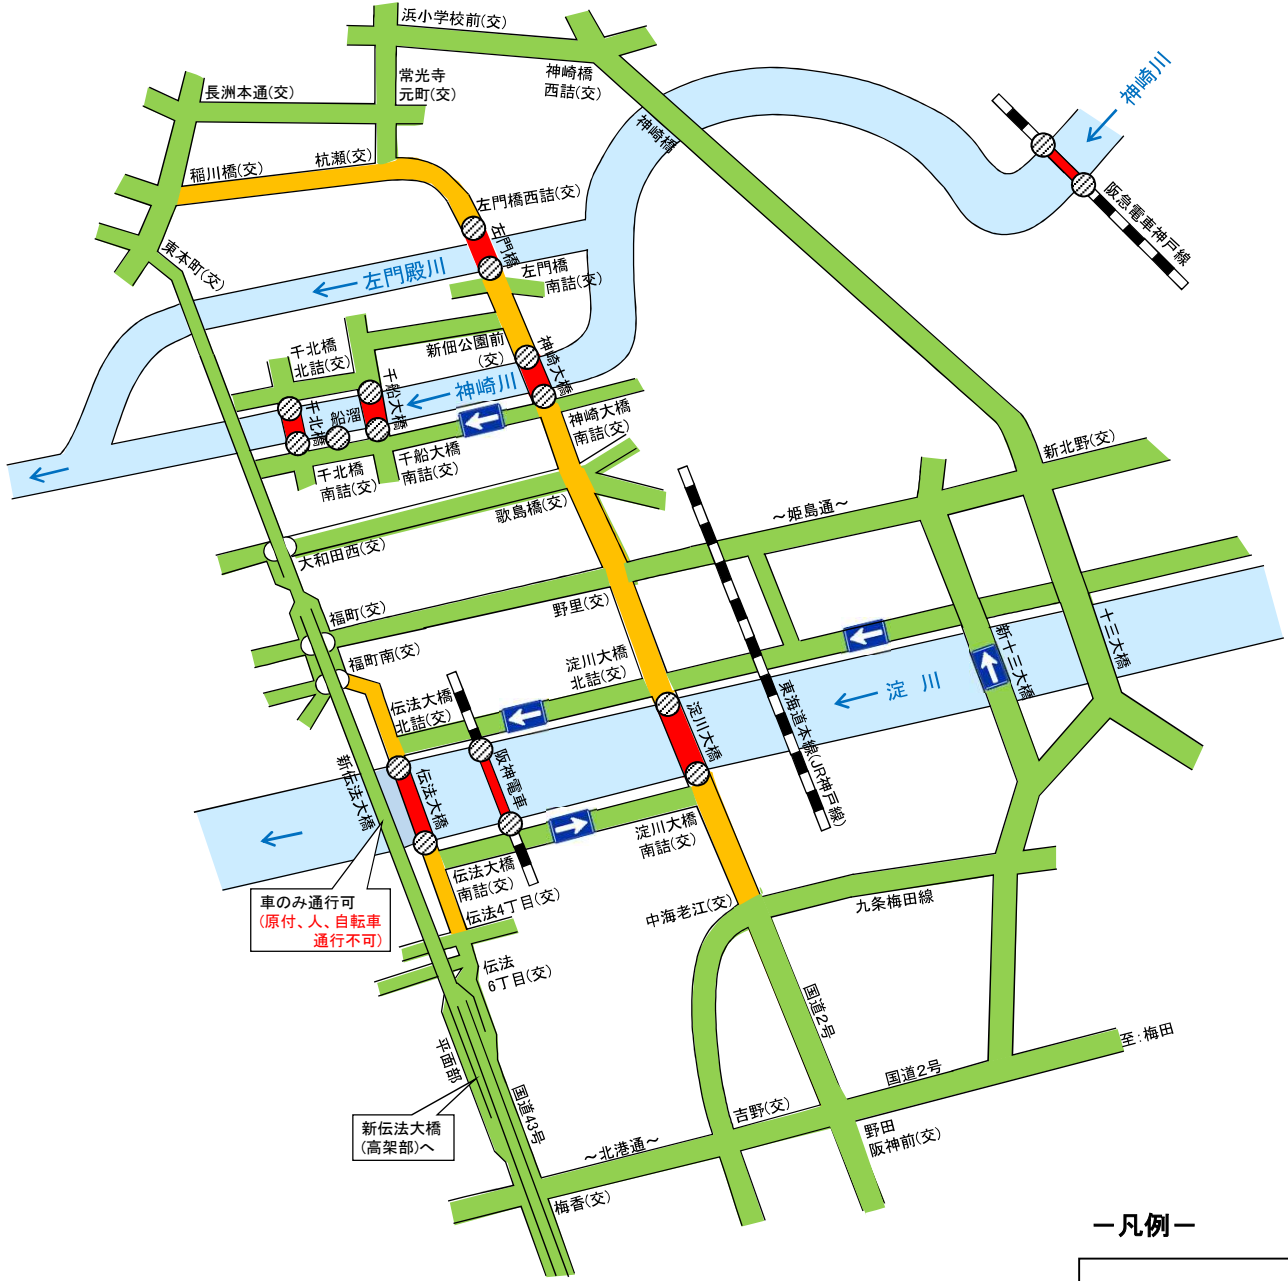 浜小学校前(交)
神崎橋
西詰(交)
常光寺
元町(交)
長洲本通(交)
神崎川
神崎橋
杭瀬(交)
稲川橋(交)
阪急電車神戸線
左門橋西詰(交)
左門橋
東本町(交)
左門殿川
左門橋
南詰(交)
千北橋
北詰(交)
新佃公園前
(交)
神崎大橋
千船大橋
神崎川
千北橋
船溜
神崎大橋
南詰(交)
新北野(交)
千北橋
南詰(交)
千船大橋
南詰(交)
歌島橋(交)
～姫島通～
大和田西(交)
福町(交)
野里(交)
十三大橋
新十三大橋
福町南(交)
淀川大橋
北詰(交)
淀 川
伝法大橋
北詰(交)
東海道本線(JR神戸線)
淀川大橋
阪神電車
新伝法大橋
伝法大橋
淀川大橋
南詰(交)
伝法大橋
南詰(交)
車のみ通行可
(原付、人、自転車
通行不可)
伝法4丁目(交)
中海老江(交)
九条梅田線
伝法
6丁目(交)
国道2号
平面部
至：梅田
国道2号
国道43号
吉野(交)
新伝法大橋
(高架部)へ
野田
阪神前(交)
～北港通～
梅香(交)
－凡例－